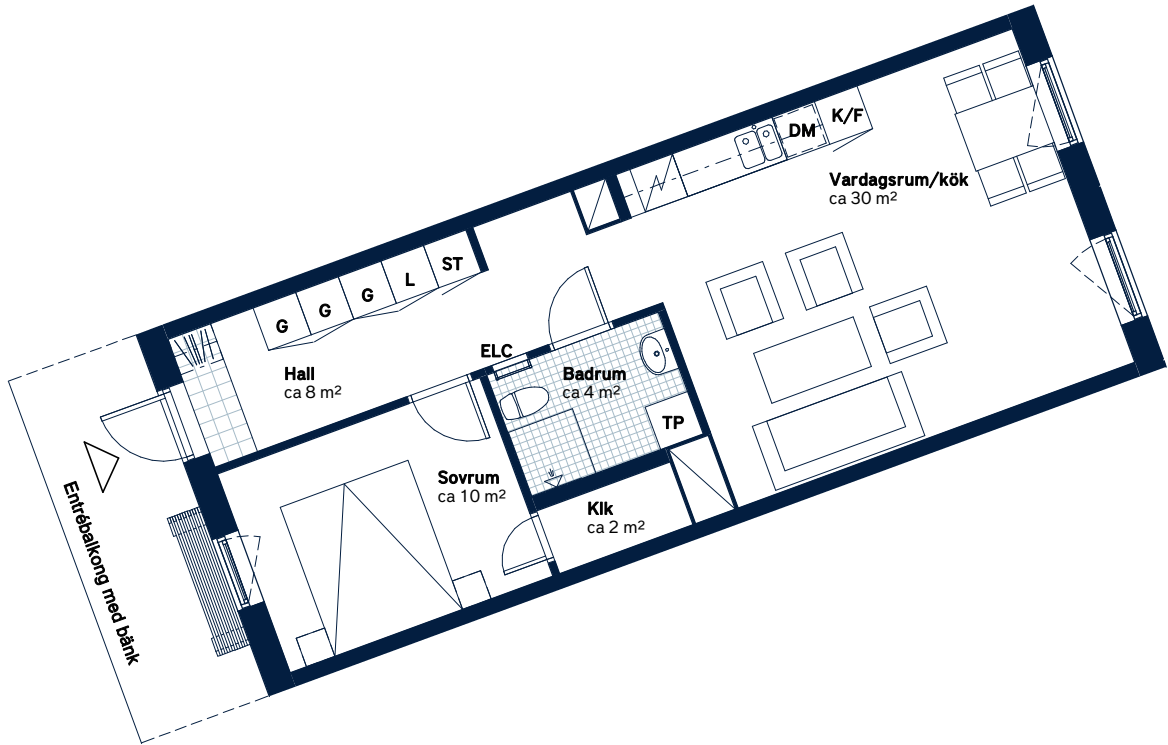 K/F
DM
Vardagsrum/kök
ca 30 m²
ST
L
G
G
G
ELC
Hall
ca 8 m²
Badrum
ca 4 m²
TP
Sovrum
ca 10 m²
Klk
ca 2 m²
Entrébalkong med bänk